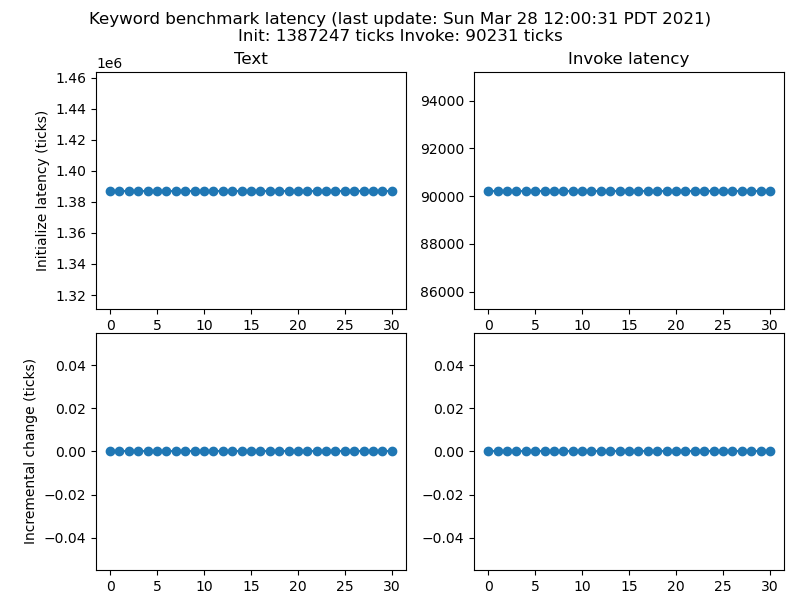 Keyword benchmark latency (last update: Sun Mar 28 12:00:31 PDT 2021)
Init: 1387247 ticks Invoke: 90231 ticks
Text
1e6
Initialize latency (ticks)
1.46
1.44
1.42
1.40
1.38
1.36
1.34
1.32
0 5 10 15 20 25 30
Invoke latency
94000
92000
90000
88000
86000
0 5 10 15 20 25 30
Incremental change (ticks)
0.04
0.02
0.00
−0.02
−0.04
0 5 10 15 20 25 30
0.04
0.02
0.00
−0.02
−0.04
0 5 10 15 20 25 30